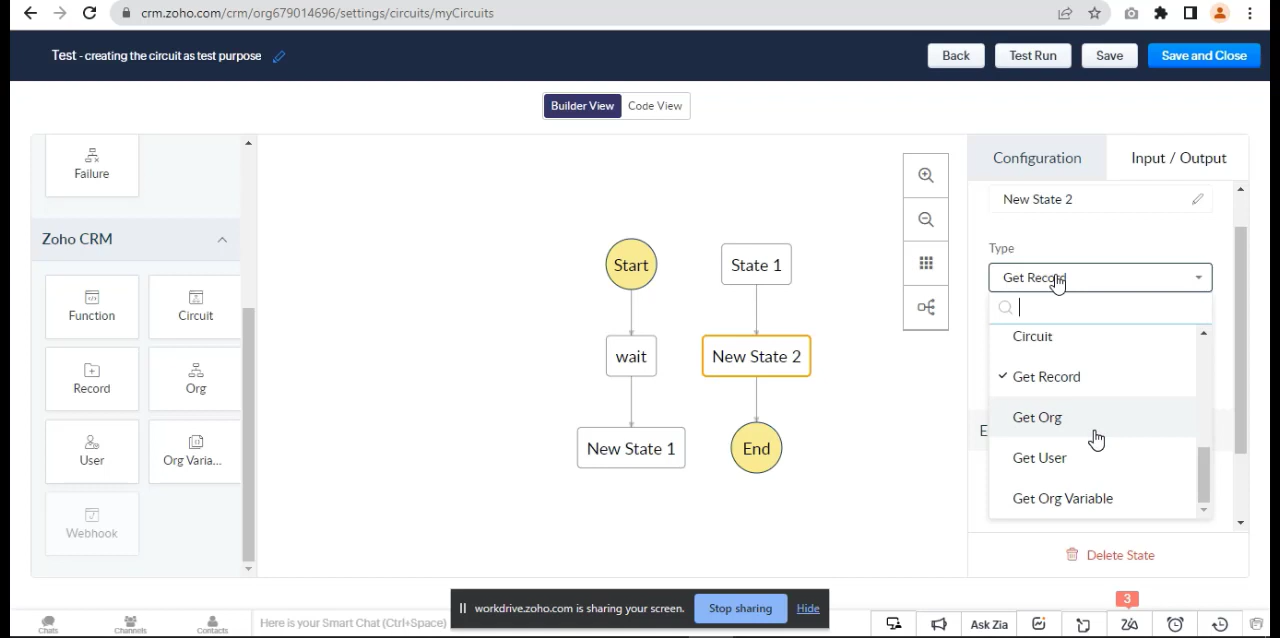 crm.zoho.com/crm/org679014696/settings/circuits/myCircuits
Test - creating the circuit as test purpose
Back
Test Run
Save
Save and Close
Builder View
Code View
Failure
Zoho CRM
Function
Circuit
Record
Org
User
Org Varia...
Webhook
Start
State 1
wait
New State 2
New State 1
End
Configuration
Input / Output
New State 2
Type
Get Record
Circuit
Get Record
Get Org
E
Get User
Get Org Variable
Delete State
workdrive.zoho.com is sharing your screen.
Stop sharing
Hide
3
Chats
Channels
Contacts
Here is your Smart Chat (Ctrl+Space)
Ask Zia